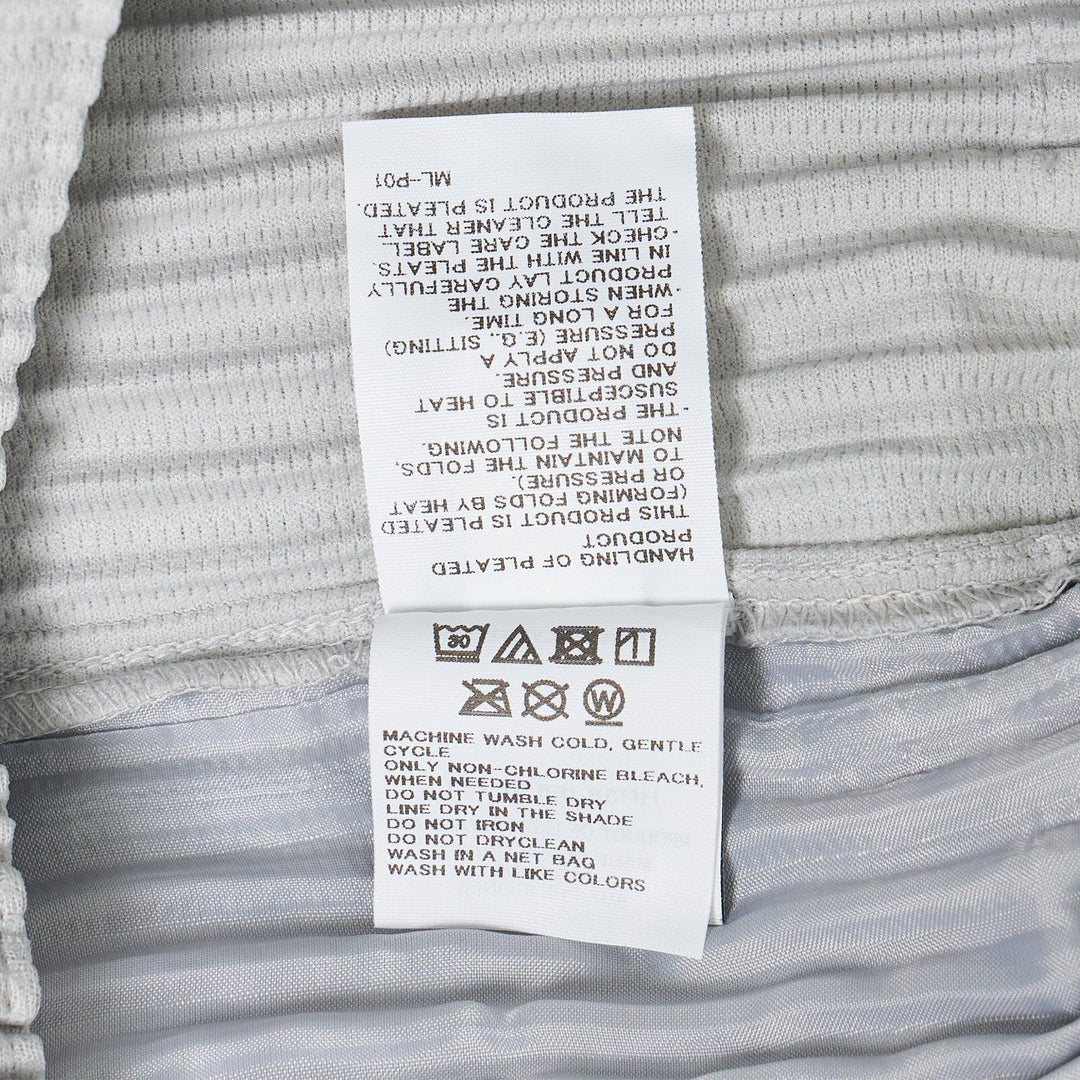 HANDLING OF PLEATED
PRODUCT
THIS PRODUCT IS PLEATED
(FORMING FOLDS BY HEAT
OR PRESSURE).
TO MAINTAIN THE FOLDS,
NOTE THE FOLLOWING.
・THE PRODUCT IS
SUSCEPTIBLE TO HEAT
AND PRESSURE.
DO NOT APPLY A
PRESSURE (E.G., SITTING)
FOR A LONG TIME.
・WHEN STORING THE
PRODUCT LAY CAREFULLY
IN LINE WITH THE PLEATS.
・CHECK THE CARE LABEL.
TELL THE CLEANER THAT
THE PRODUCT IS PLEATED.
ML-P01
30
W
MACHINE WASH COLD, GENTLE
CYCLE
ONLY NON-CHLORINE BLEACH,
WHEN NEEDED
DO NOT TUMBLE DRY
LINE DRY IN THE SHADE
DO NOT IRON
DO NOT DRYCLEAN
WASH IN A NET BAG
WASH WITH LIKE COLORS